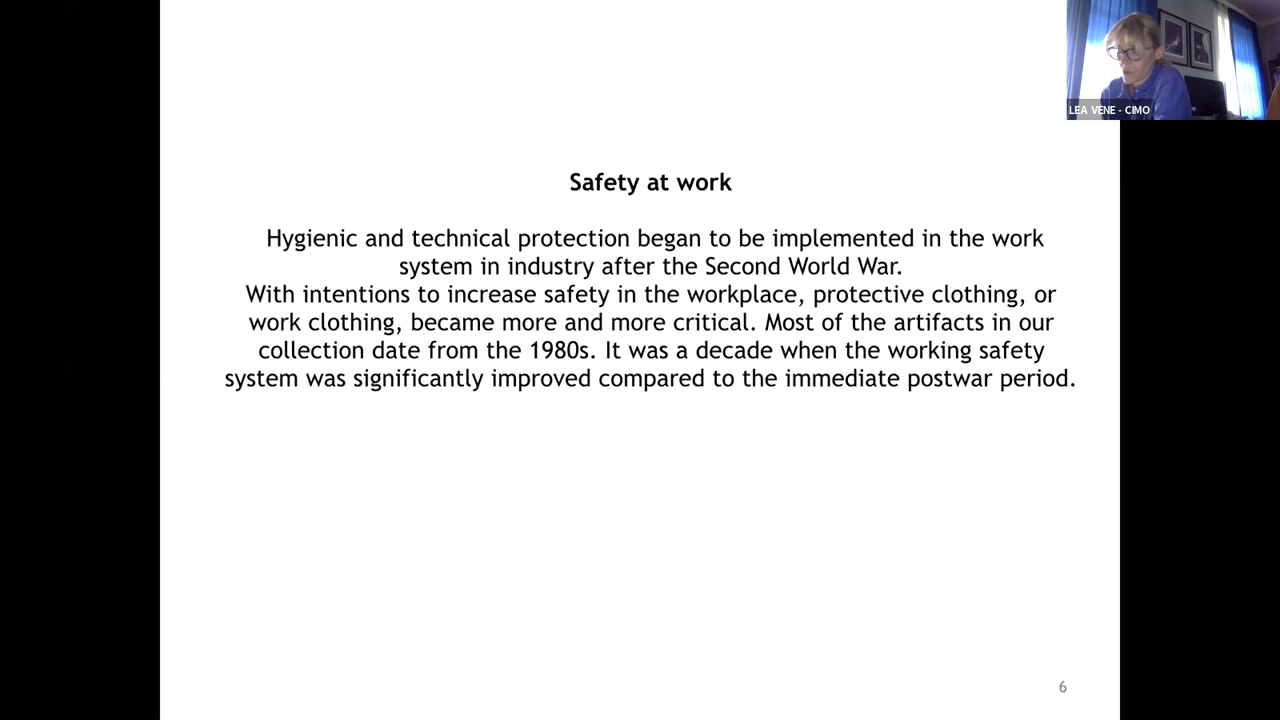 LEA VENE - CIMO
Safety at work
Hygienic and technical protection began to be implemented in the work
system in industry after the Second World War.
With intentions to increase safety in the workplace, protective clothing, or
work clothing, became more and more critical. Most of the artifacts in our
collection date from the 1980s. It was a decade when the working safety
system was significantly improved compared to the immediate postwar period.
6